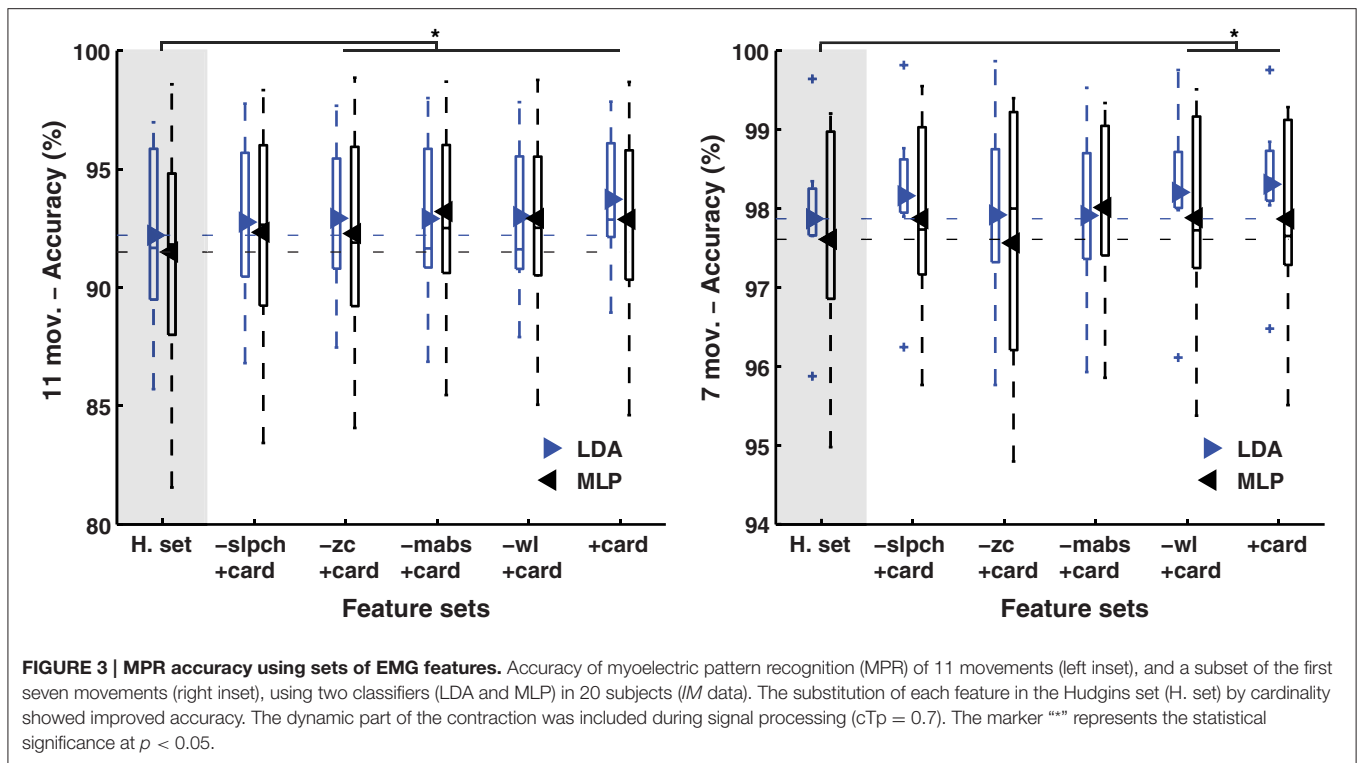 *
100
95
90
85
80
11 mov. – Accuracy (%)
LDA
MLP
H. set
–slpch +card
–zc +card
–mabs +card
–wl +card
+card
Feature sets
*
100
99
98
97
96
95
94
7 mov. – Accuracy (%)
LDA
MLP
H. set
–slpch +card
–zc +card
–mabs +card
–wl +card
+card
Feature sets
FIGURE 3 | MPR accuracy using sets of EMG features. Accuracy of myoelectric pattern recognition (MPR) of 11 movements (left inset), and a subset of the first
seven movements (right inset), using two classifiers (LDA and MLP) in 20 subjects (IM data). The substitution of each feature in the Hudgins set (H. set) by cardinality
showed improved accuracy. The dynamic part of the contraction was included during signal processing (cTp = 0.7). The marker “*” represents the statistical
significance at p < 0.05.